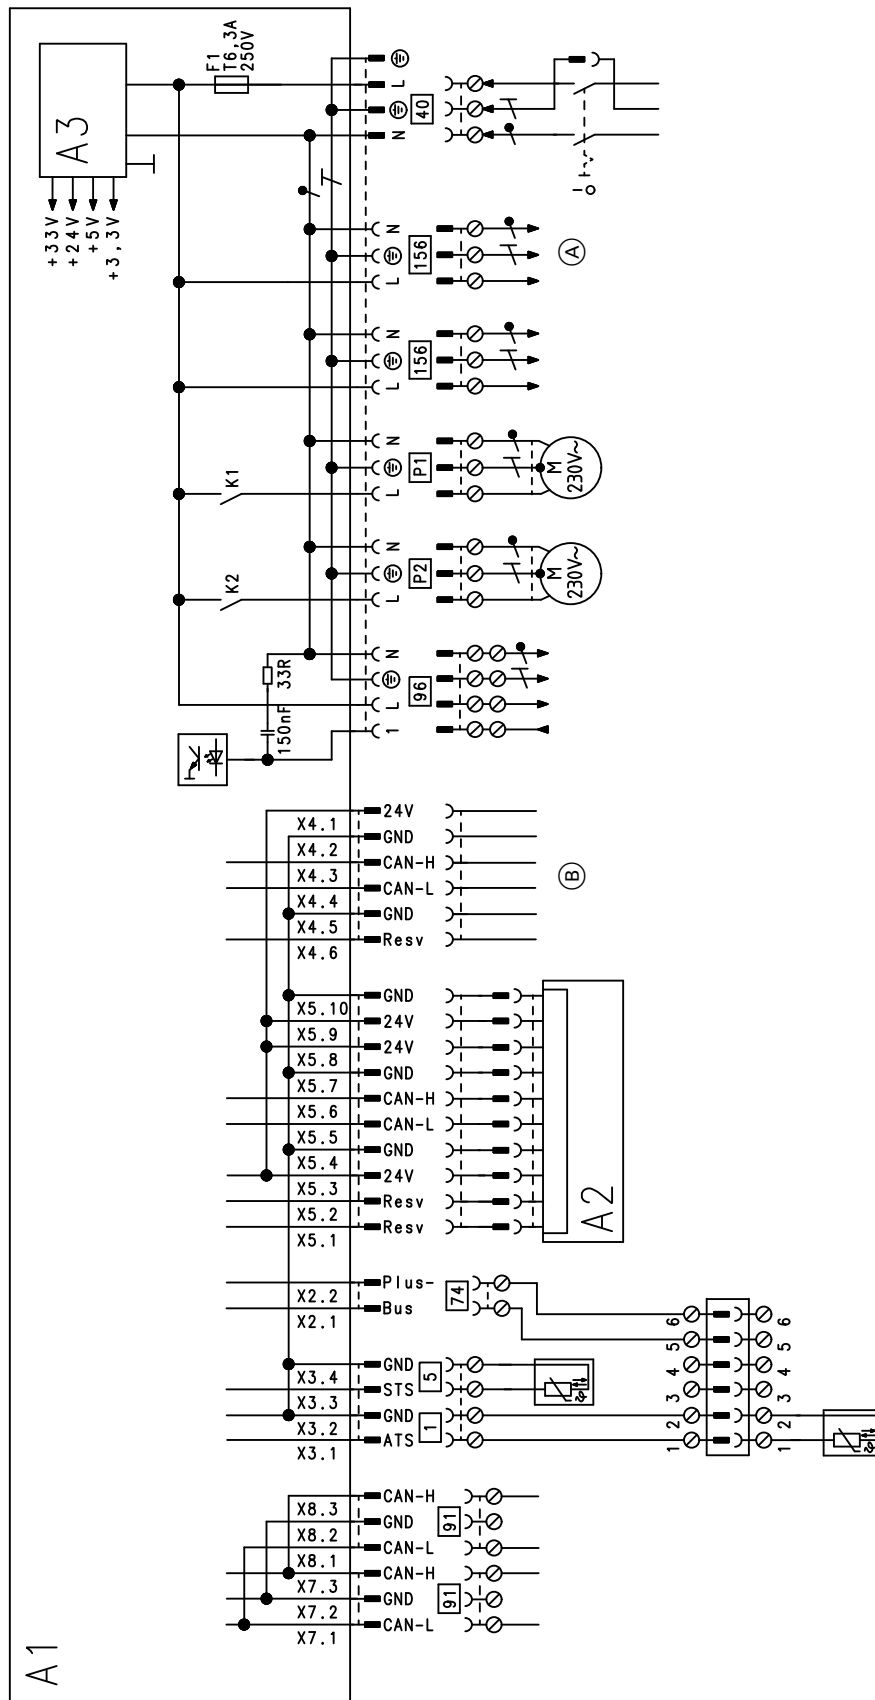 A3
+33V
+24V
+5V
+3,3V
F1
T6,3A
250V
L
N
40
N
L
156
A
N
L
156
N
L
P1
K1
M
230V~
N
L
P2
K2
M
230V~
N
L
1
96
33R
150nF
24V
X4.1
GND
X4.2
CAN-H
X4.3
CAN-L
X4.4
GND
X4.5
Resv
X4.6
B
GND
X5.10
24V
X5.9
24V
X5.8
GND
X5.7
CAN-H
X5.6
CAN-L
X5.5
GND
X5.4
24V
X5.3
Resv
X5.2
Resv
X5.1
A2
Plus-
X2.2
Bus
X2.1
74
6 6
5 5
4 4
3 3
2 2
1 1
GND
X3.4
STS
X3.3
5
GND
X3.2
ATS
X3.1
1
CAN-H
X8.3
GND
X8.2
CAN-L
X8.1
91
CAN-H
X7.3
GND
X7.2
CAN-L
X7.1
91
A1